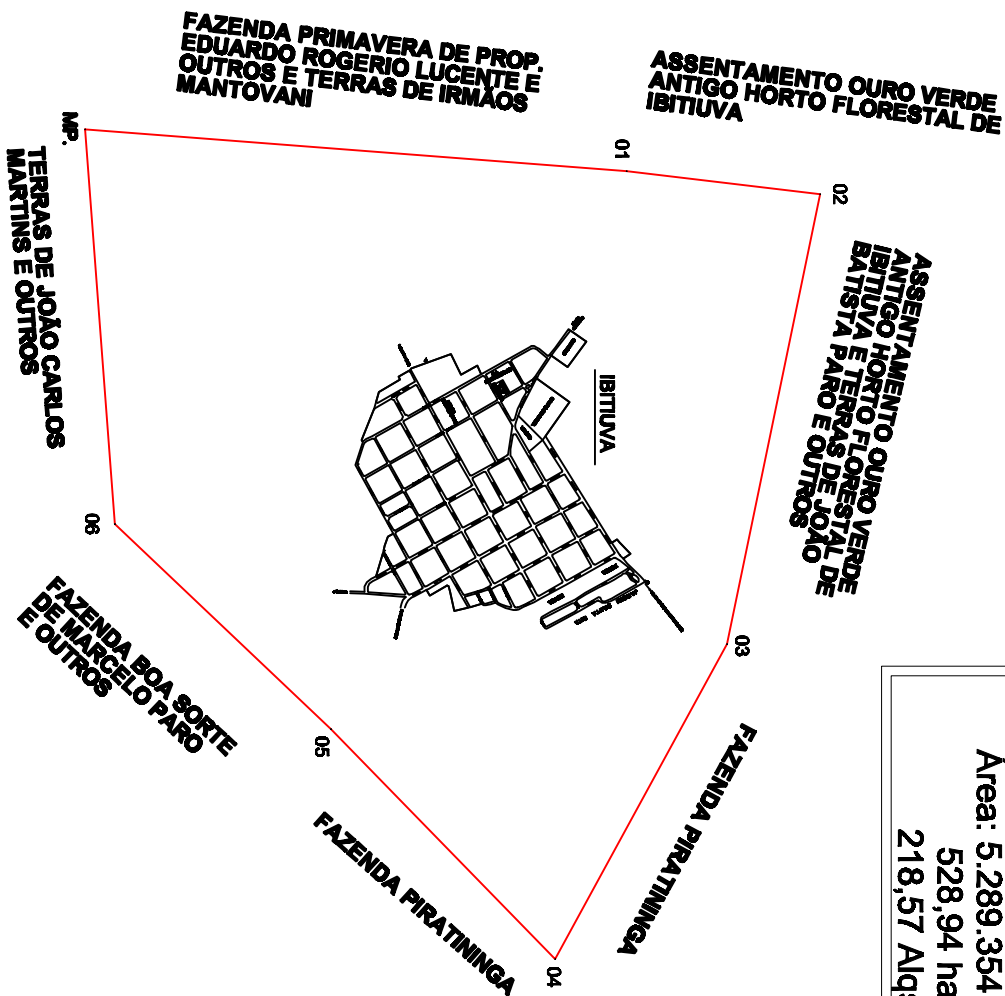 FAZENDA PRIMAVERA DE PROP.
EDUARDO ROGERIO LUCENTE E
OUTROS E TERRAS DE IRMÃOS
MANTOVANI
ASSENTAMENTO OURO VERDE
ANTIGO HORTO FLORESTAL DE
IBITIUVA
MP.
01
02
ASSENTAMENTO OURO VERDE
ANTIGO HORTO FLORESTAL DE
IBITIUVA E TERRAS DE JOÃO
BATISTA PARO E OUTROS
TERRAS DE JOÃO CARLOS
MARTINS E OUTROS
IBITIUVA
03
06
FAZENDA BOA SORTE
DE MARCELO PARO
E OUTROS
05
FAZENDA PIRATININGA
FAZENDA PIRATININGA
04
Área: 5.289.354
528,94 ha
218,57 Alqs